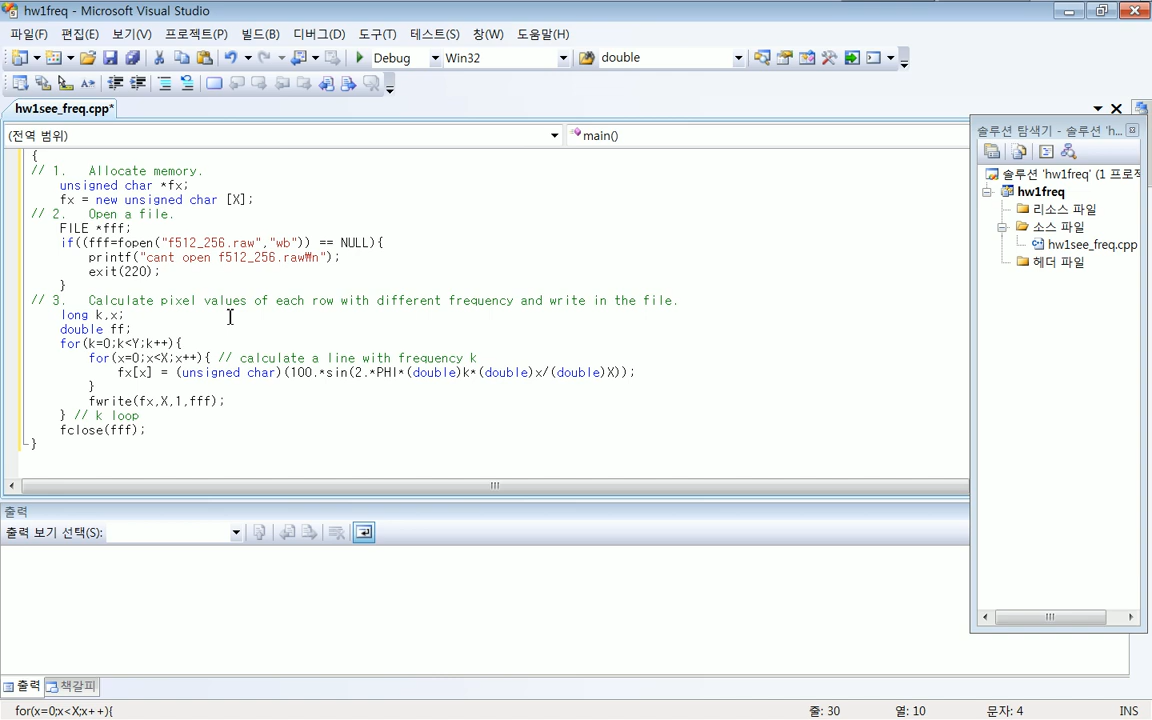 hw1freq - Microsoft Visual Studio
파일(F) 편집(E) 보기(V) 프로젝트(P) 빌드(B) 디버그(D) 도구(T) 테스트(S) 창(W) 도움말(H)
Debug Win32 double
hw1see_freq.cpp*
(전역 범위) main()
{
// 1. Allocate memory.
unsigned char *fx;
fx = new unsigned char [X];
// 2. Open a file.
FILE *fff;
if((fff=fopen("f512_256.raw","wb")) == NULL){
printf("cant open f512_256.raw₩n");
exit(220);
}
// 3. Calculate pixel values of each row with different frequency and write in the file.
long k,x;
double ff;
for(k=0;k<Y;k++){
for(x=0;x<X;x++){ // calculate a line with frequency k
fx[x] = (unsigned char)(100.*sin(2.*PHI*(double)k*(double)x/(double)X));
}
fwrite(fx,X,1,fff);
} // k loop
fclose(fff);
}
솔루션 탐색기 - 솔루션 'h...
솔루션 'hw1freq' (1 프로젝
hw1freq
리소스 파일
소스 파일
hw1see_freq.cpp
헤더 파일
출력
출력 보기 선택(S):
출력 책갈피
for(x=0;x<X;x++){ 줄: 30 열: 10 문자: 4 INS